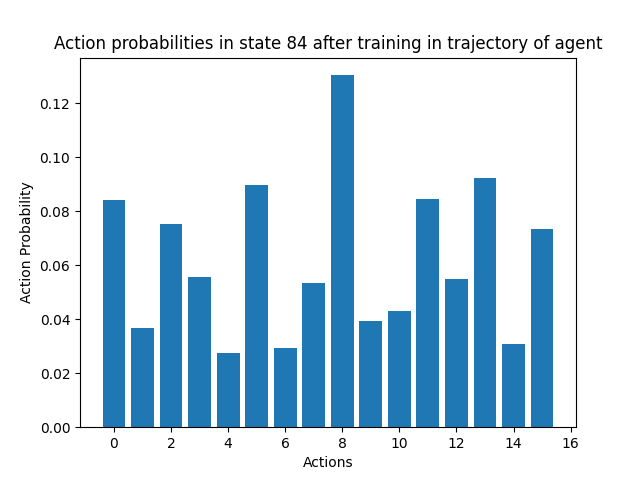 Action probabilities in state 84 after training in trajectory of agent
Action Probability
0.12
0.10
0.08
0.06
0.04
0.02
0.00
0 2 4 6 8 10 12 14 16
Actions